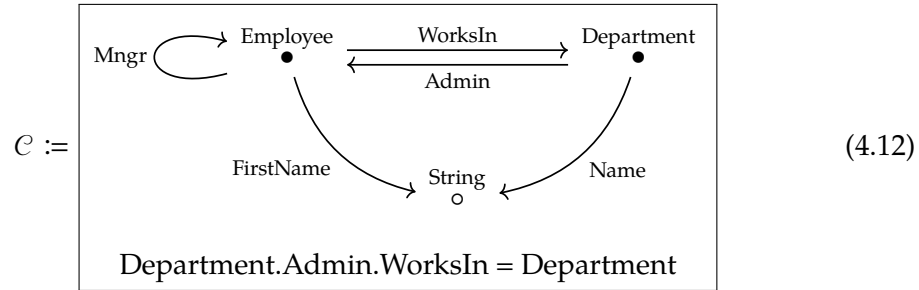 Employee
WorksIn
Department
Mngr
Admin
𝒞 :=
(4.12)
FirstName
String
Name
Department.Admin.WorksIn = Department